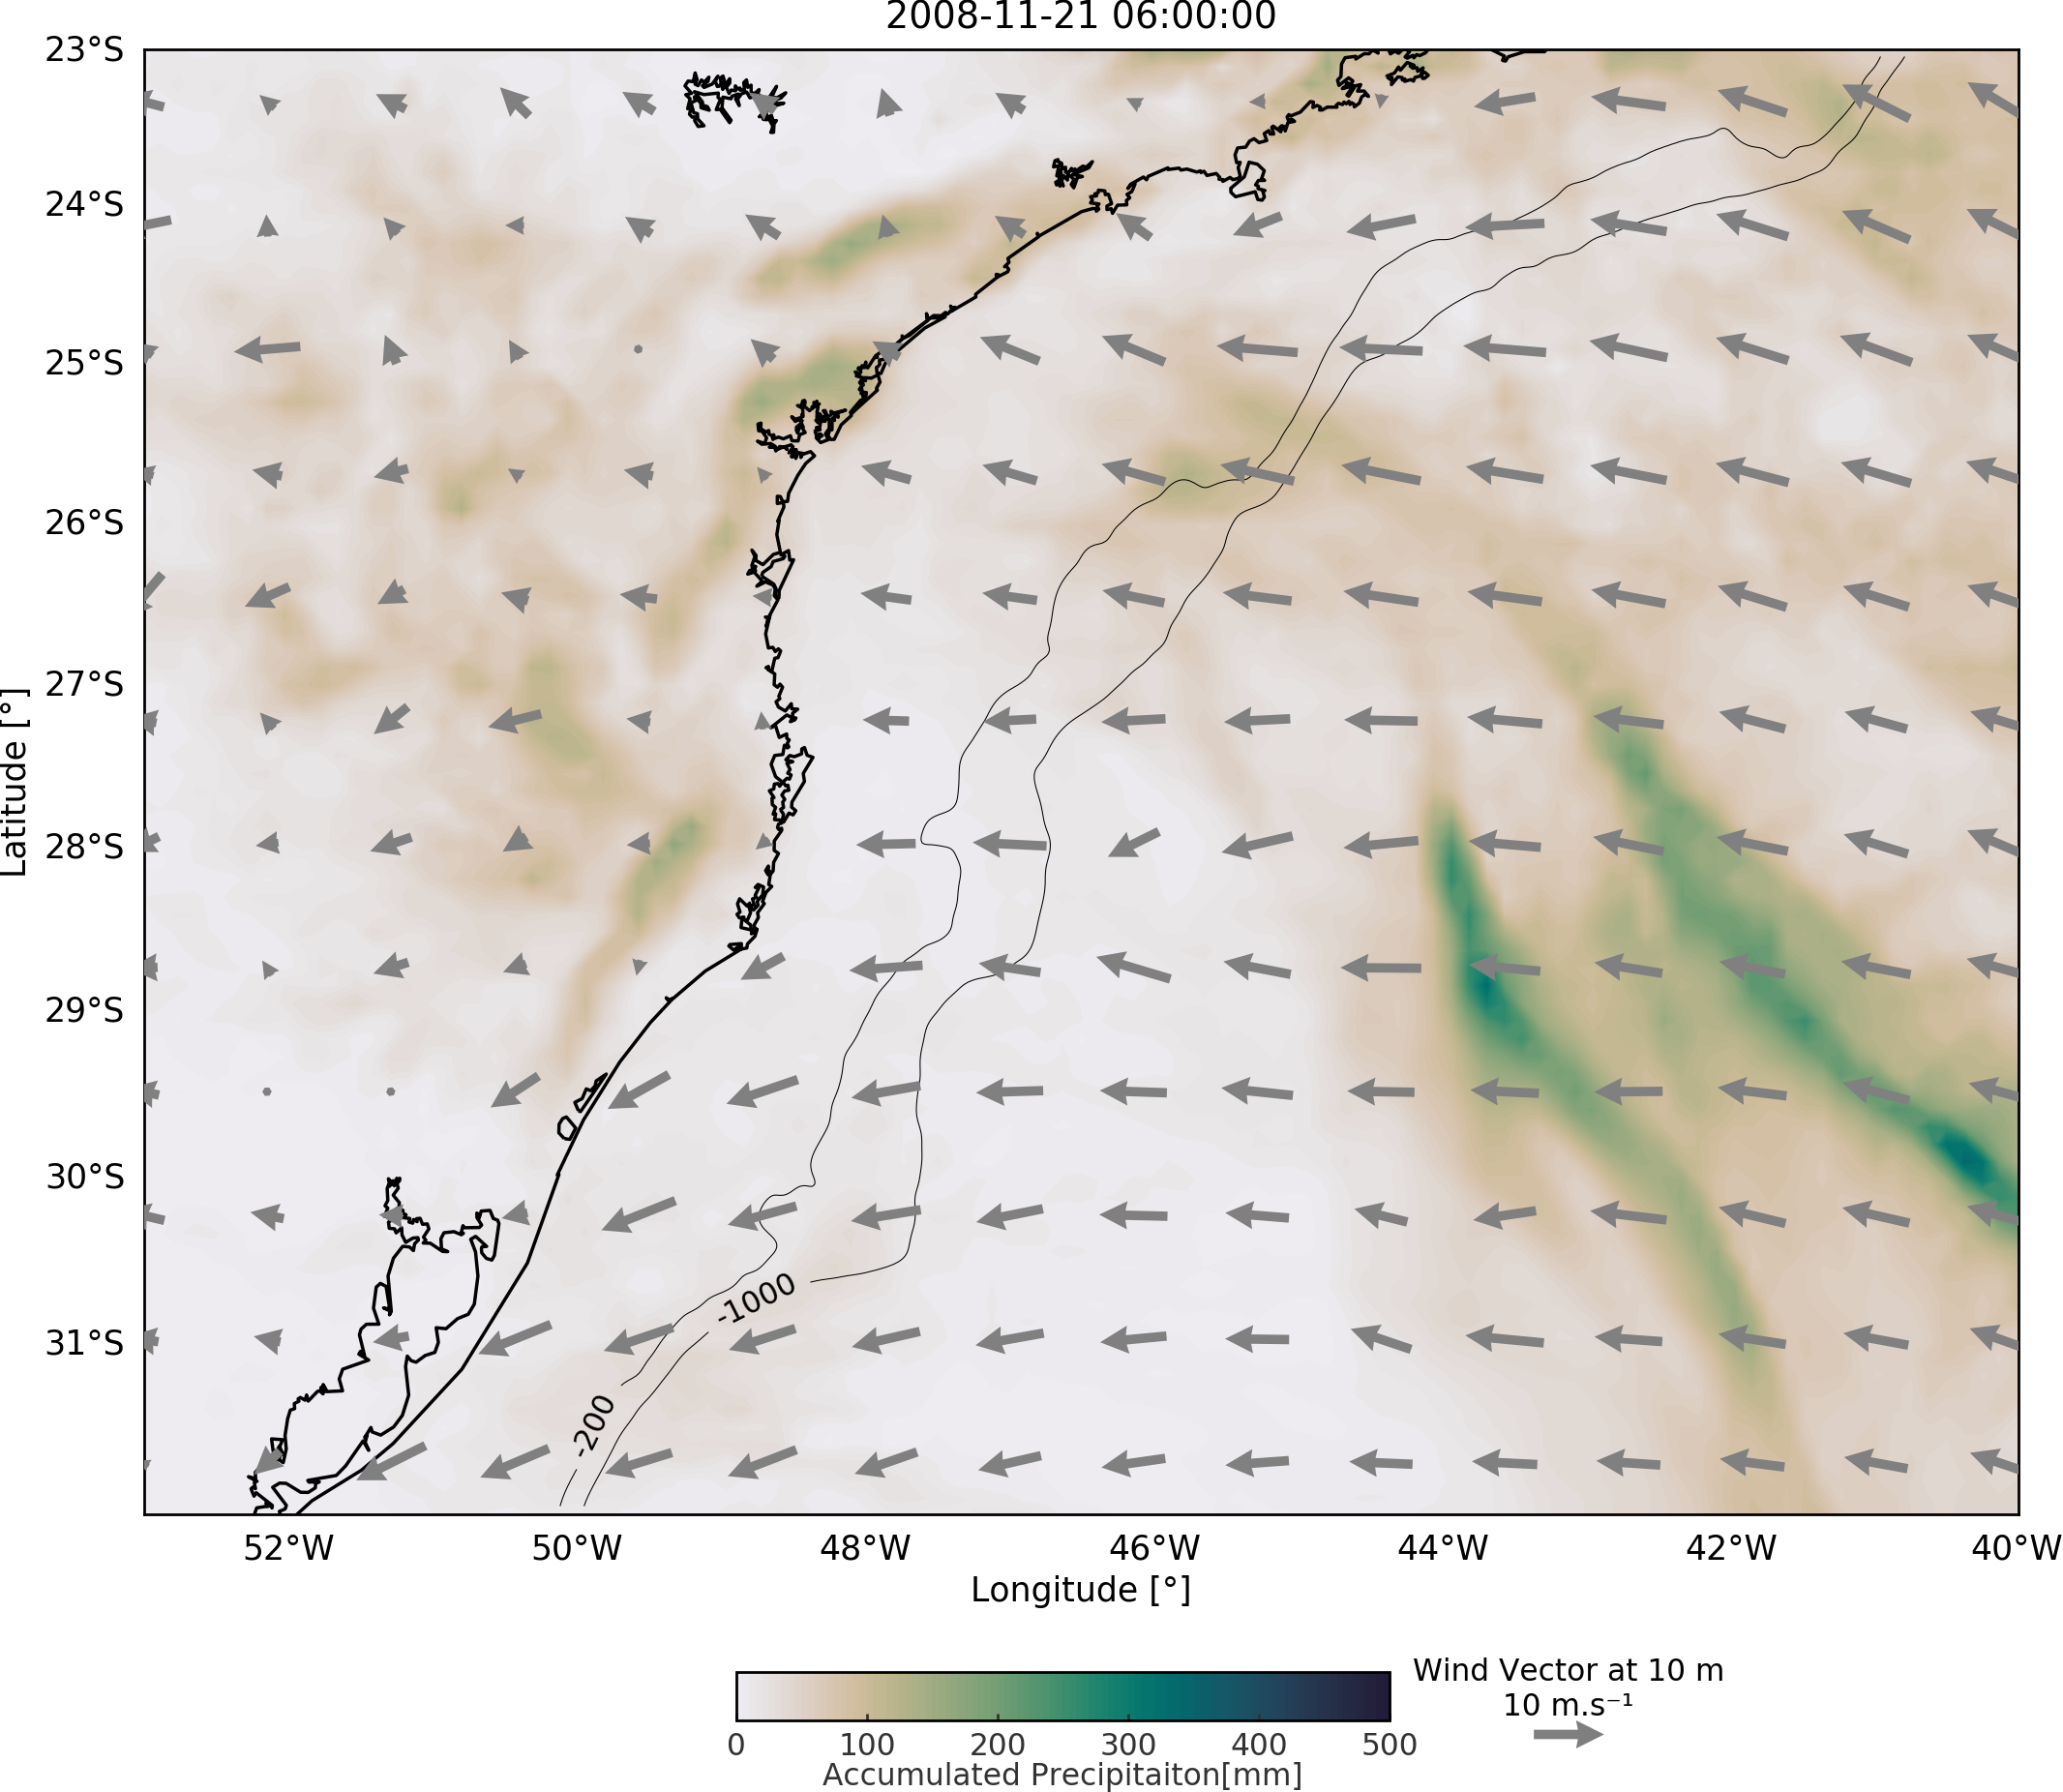 2008-11-21 06:00:00
23°S
24°S
25°S
26°S
27°S
28°S
29°S
30°S
31°S
Latitude [°]
-1000
-200
52°W
50°W
48°W
46°W
44°W
42°W
40°W
Longitude [°]
0
100
200
300
400
500
Accumulated Precipitaiton[mm]
Wind Vector at 10 m
10 m.s⁻¹